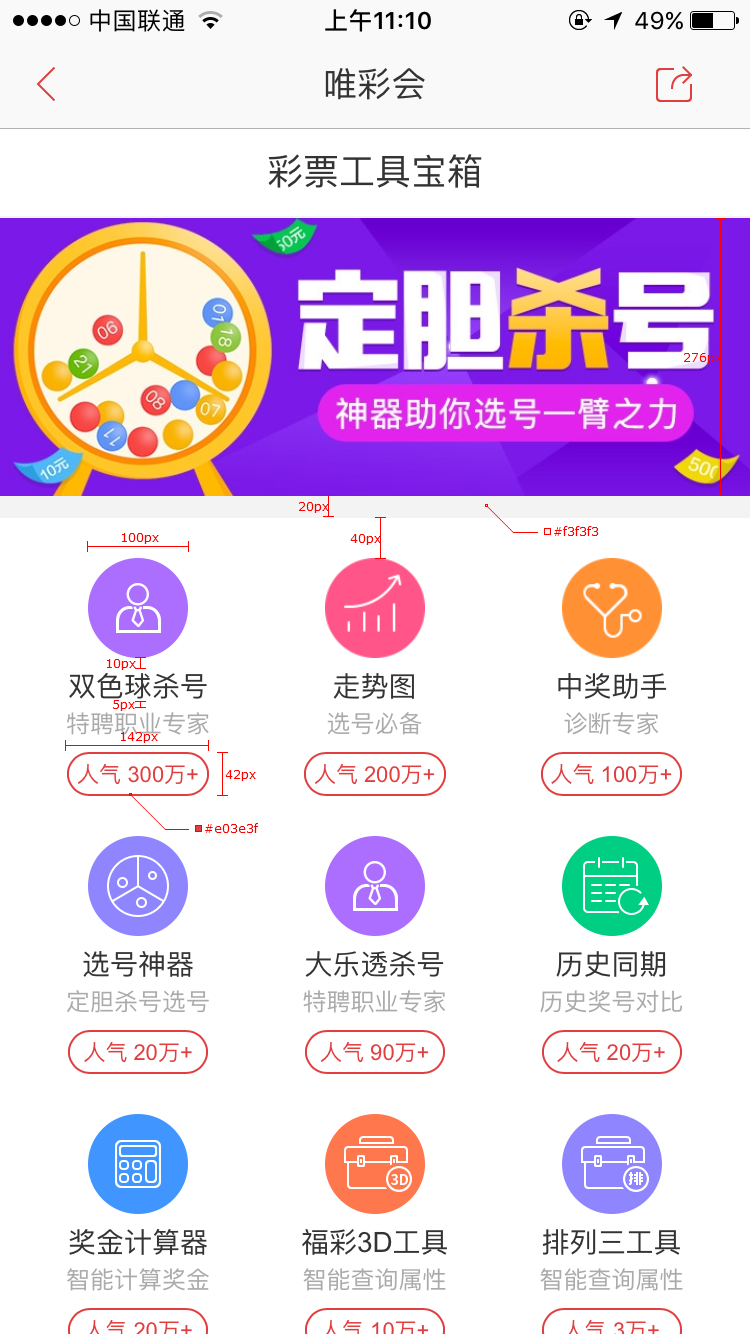 中国联通 上午11:10 49%
唯彩会
彩票工具宝箱
50元
定胆杀号
神器助你选号一臂之力
01
18
06
21
08
07
11
10元
500
276px
20px
#f3f3f3
40px
100px
10px
双色球杀号 走势图 中奖助手
5px
特聘职业专家 选号必备 诊断专家
142px
人气 300万+ 人气 200万+ 人气 100万+
42px
#e03e3f
选号神器 大乐透杀号 历史同期
定胆杀号选号 特聘职业专家 历史奖号对比
人气 20万+ 人气 90万+ 人气 20万+
3D 排
奖金计算器 福彩3D工具 排列三工具
智能计算奖金 智能查询属性 智能查询属性
人气 20万+ 人气 10万+ 人气 3万+